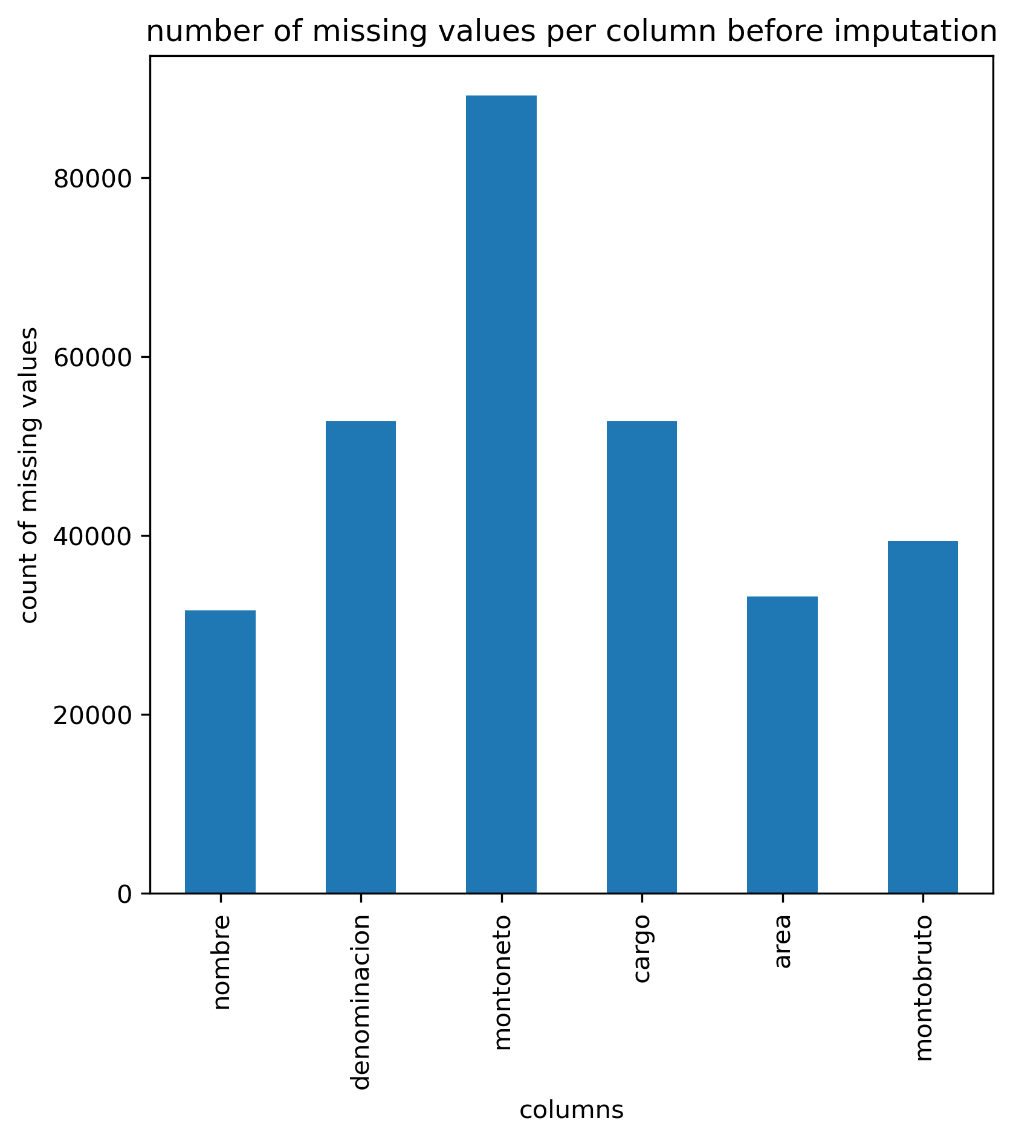 number of missing values per column before imputation
count of missing values
80000
60000
40000
20000
0
nombre
denominacion
montoneto
cargo
area
montobruto
columns